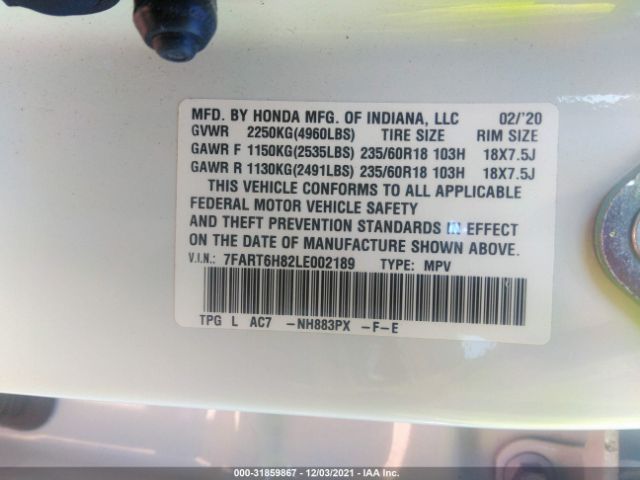 MFD. BY HONDA MFG. OF INDIANA, LLC 02/'20
GVWR 2250KG(4960LBS) TIRE SIZE RIM SIZE
GAWR F 1150KG(2535LBS) 235/60R18 103H 18X7.5J
GAWR R 1130KG(2491LBS) 235/60R18 103H 18X7.5J
THIS VEHICLE CONFORMS TO ALL APPLICABLE
FEDERAL MOTOR VEHICLE SAFETY
AND THEFT PREVENTION STANDARDS IN EFFECT
ON THE DATE OF MANUFACTURE SHOWN ABOVE.
V.I.N.: 7FART6H82LE002189 TYPE: MPV
TPG L AC7 -NH883PX -F-E
000-31859867 - 12/03/2021 - IAA -